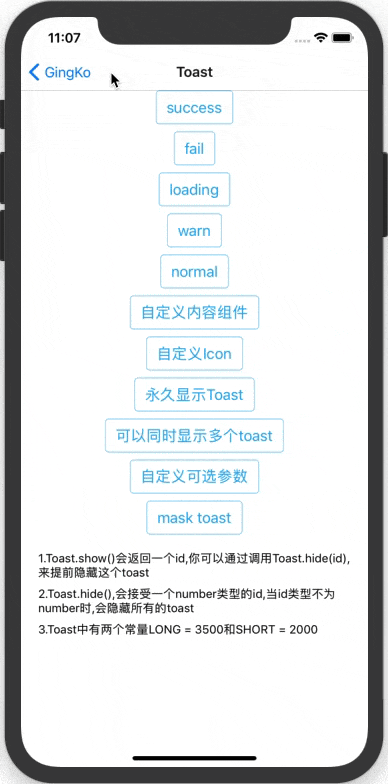 11:07
GingKo
Toast
success
fail
loading
warn
normal
自定义内容组件
自定义Icon
永久显示Toast
可以同时显示多个toast
自定义可选参数
mask toast
1.Toast.show()会返回一个id,你可以通过调用Toast.hide(id),
来提前隐藏这个toast
2.Toast.hide(),会接受一个number类型的id,当id类型不为
number时,会隐藏所有的toast
3.Toast中有两个常量LONG = 3500和SHORT = 2000